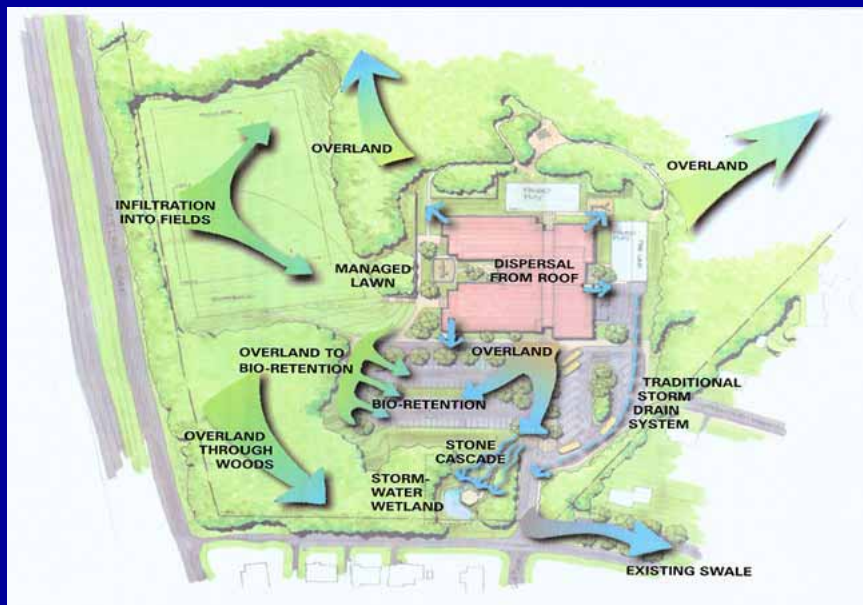 OVERLAND
OVERLAND
INFILTRATION
INTO FIELDS
MANAGED
LAWN
DISPERSAL
FROM ROOF
OVERLAND TO
BIO-RETENTION
OVERLAND
BIO-RETENTION
TRADITIONAL
STORM
DRAIN
SYSTEM
OVERLAND
THROUGH
WOODS
STONE
CASCADE
STORM-
WATER
WETLAND
EXISTING SWALE